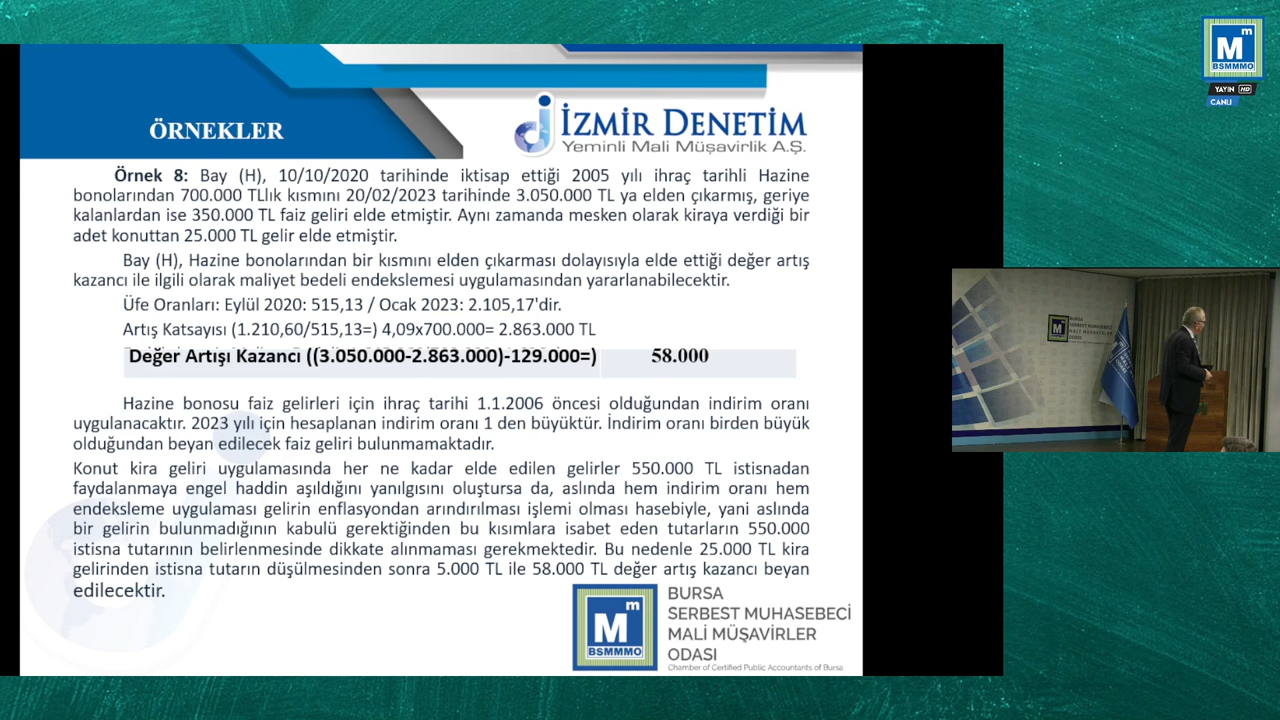 M m
BSMMMO
YAYIN HD
CANLI
ÖRNEKLER
İZMİR DENETİM
Yeminli Mali Müşavirlik A.Ş.
Örnek 8: Bay (H), 10/10/2020 tarihinde iktisap ettiği 2005 yılı ihraç tarihli Hazine
bonolarından 700.000 TLlık kısmını 20/02/2023 tarihinde 3.050.000 TL ya elden çıkarmış, geriye
kalanlardan ise 350.000 TL faiz geliri elde etmiştir. Aynı zamanda mesken olarak kiraya verdiği bir
adet konuttan 25.000 TL gelir elde etmiştir.
Bay (H), Hazine bonolarından bir kısmını elden çıkarması dolayısıyla elde ettiği değer artış
kazancı ile ilgili olarak maliyet bedeli endekslemesi uygulamasından yararlanabilecektir.
Üfe Oranları: Eylül 2020: 515,13 / Ocak 2023: 2.105,17'dir.
Artış Katsayısı (1.210,60/515,13=) 4,09x700.000= 2.863.000 TL
Değer Artışı Kazancı ((3.050.000-2.863.000)-129.000=) 58.000
Hazine bonosu faiz gelirleri için ihraç tarihi 1.1.2006 öncesi olduğundan indirim oranı
uygulanacaktır. 2023 yılı için hesaplanan indirim oranı 1 den büyüktür. İndirim oranı birden büyük
olduğundan beyan edilecek faiz geliri bulunmamaktadır.
Konut kira geliri uygulamasında her ne kadar elde edilen gelirler 550.000 TL istisnadan
faydalanmaya engel haddin aşıldığını yanılgısını oluştursa da, aslında hem indirim oranı hem
endeksleme uygulaması gelirin enflasyondan arındırılması işlemi olması hasebiyle, yani aslında
bir gelirin bulunmadığının kabulü gerektiğinden bu kısımlara isabet eden tutarların 550.000
istisna tutarının belirlenmesinde dikkate alınmaması gerekmektedir. Bu nedenle 25.000 TL kira
gelirinden istisna tutarın düşülmesinden sonra 5.000 TL ile 58.000 TL değer artış kazancı beyan
edilecektir.
M m
BSMMMO
BURSA
SERBEST MUHASEBECİ
MALİ MÜŞAVİRLER
ODASI
Chamber of Certified Public Accountants of Bursa
BURSA
SERBEST MUHASEBECİ
MALİ MÜŞAVİRLER
ODASI